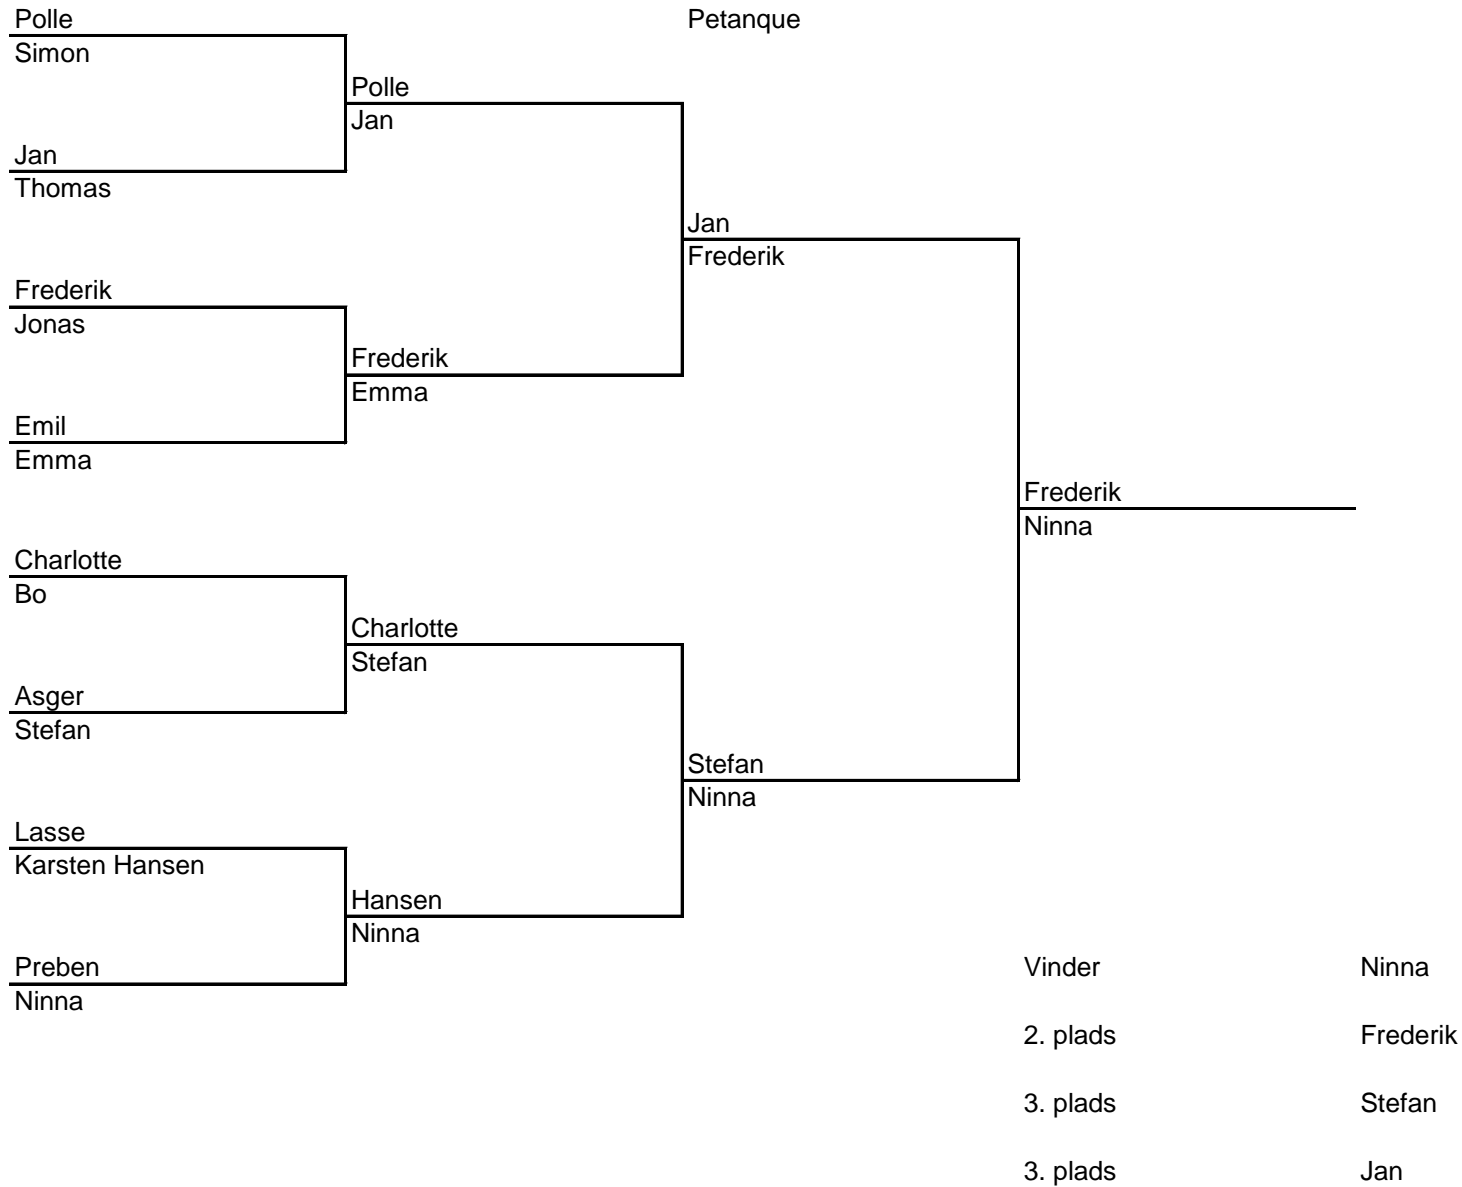 Polle
Petanque
Simon
Polle
Jan
Jan
Thomas
Jan
Frederik
Frederik
Jonas
Frederik
Emma
Emil
Emma
Frederik
Ninna
Charlotte
Bo
Charlotte
Stefan
Asger
Stefan
Stefan
Ninna
Lasse
Karsten Hansen
Hansen
Ninna
Preben
Vinder Ninna
Ninna
2. plads Frederik
3. plads Stefan
3. plads Jan